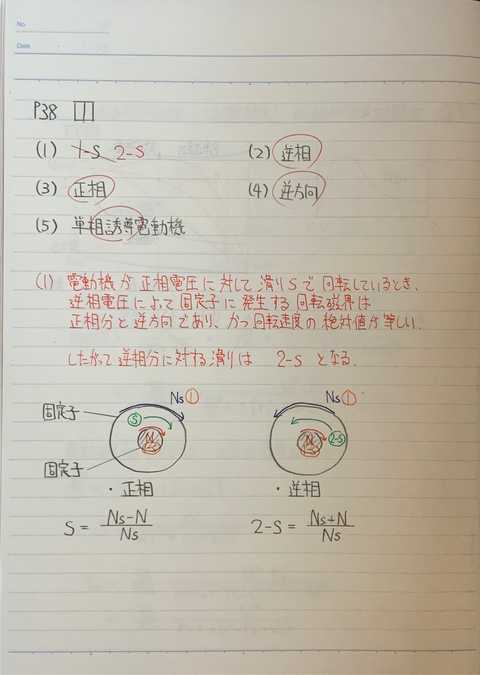 No.
Date
P38 1
(1) 1-S 2-S (2) 逆相
(3) 正相 (4) 逆方向
(5) 単相誘導電動機
(1) 電動機が正相電圧に対して滑りsで回転しているとき、
逆相電圧によって固定子に発生する回転磁界は
正相分と逆方向であり、かつ回転速度の絶対値が等しい。
したがって逆相分に対する滑りは 2-s となる。
Ns① Ns①
固定子 S N 1-S N 1-S 2-S
固定子
・正相 ・逆相
S = Ns-N / Ns 2-S = Ns+N / Ns